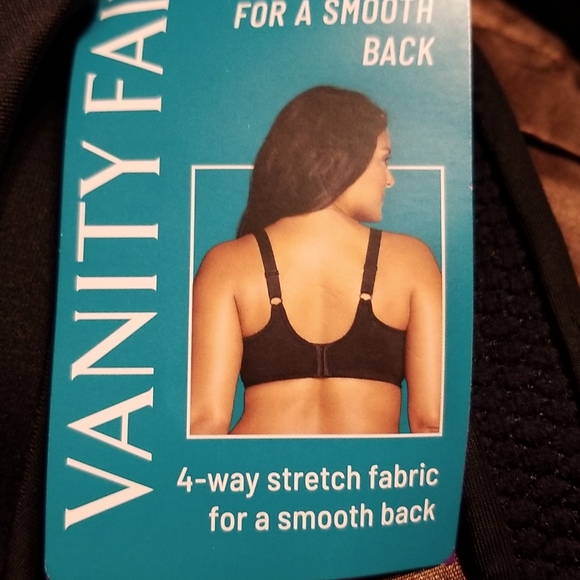 FOR A SMOOTH
BACK
VANITY FAI
4-way stretch fabric
for a smooth back